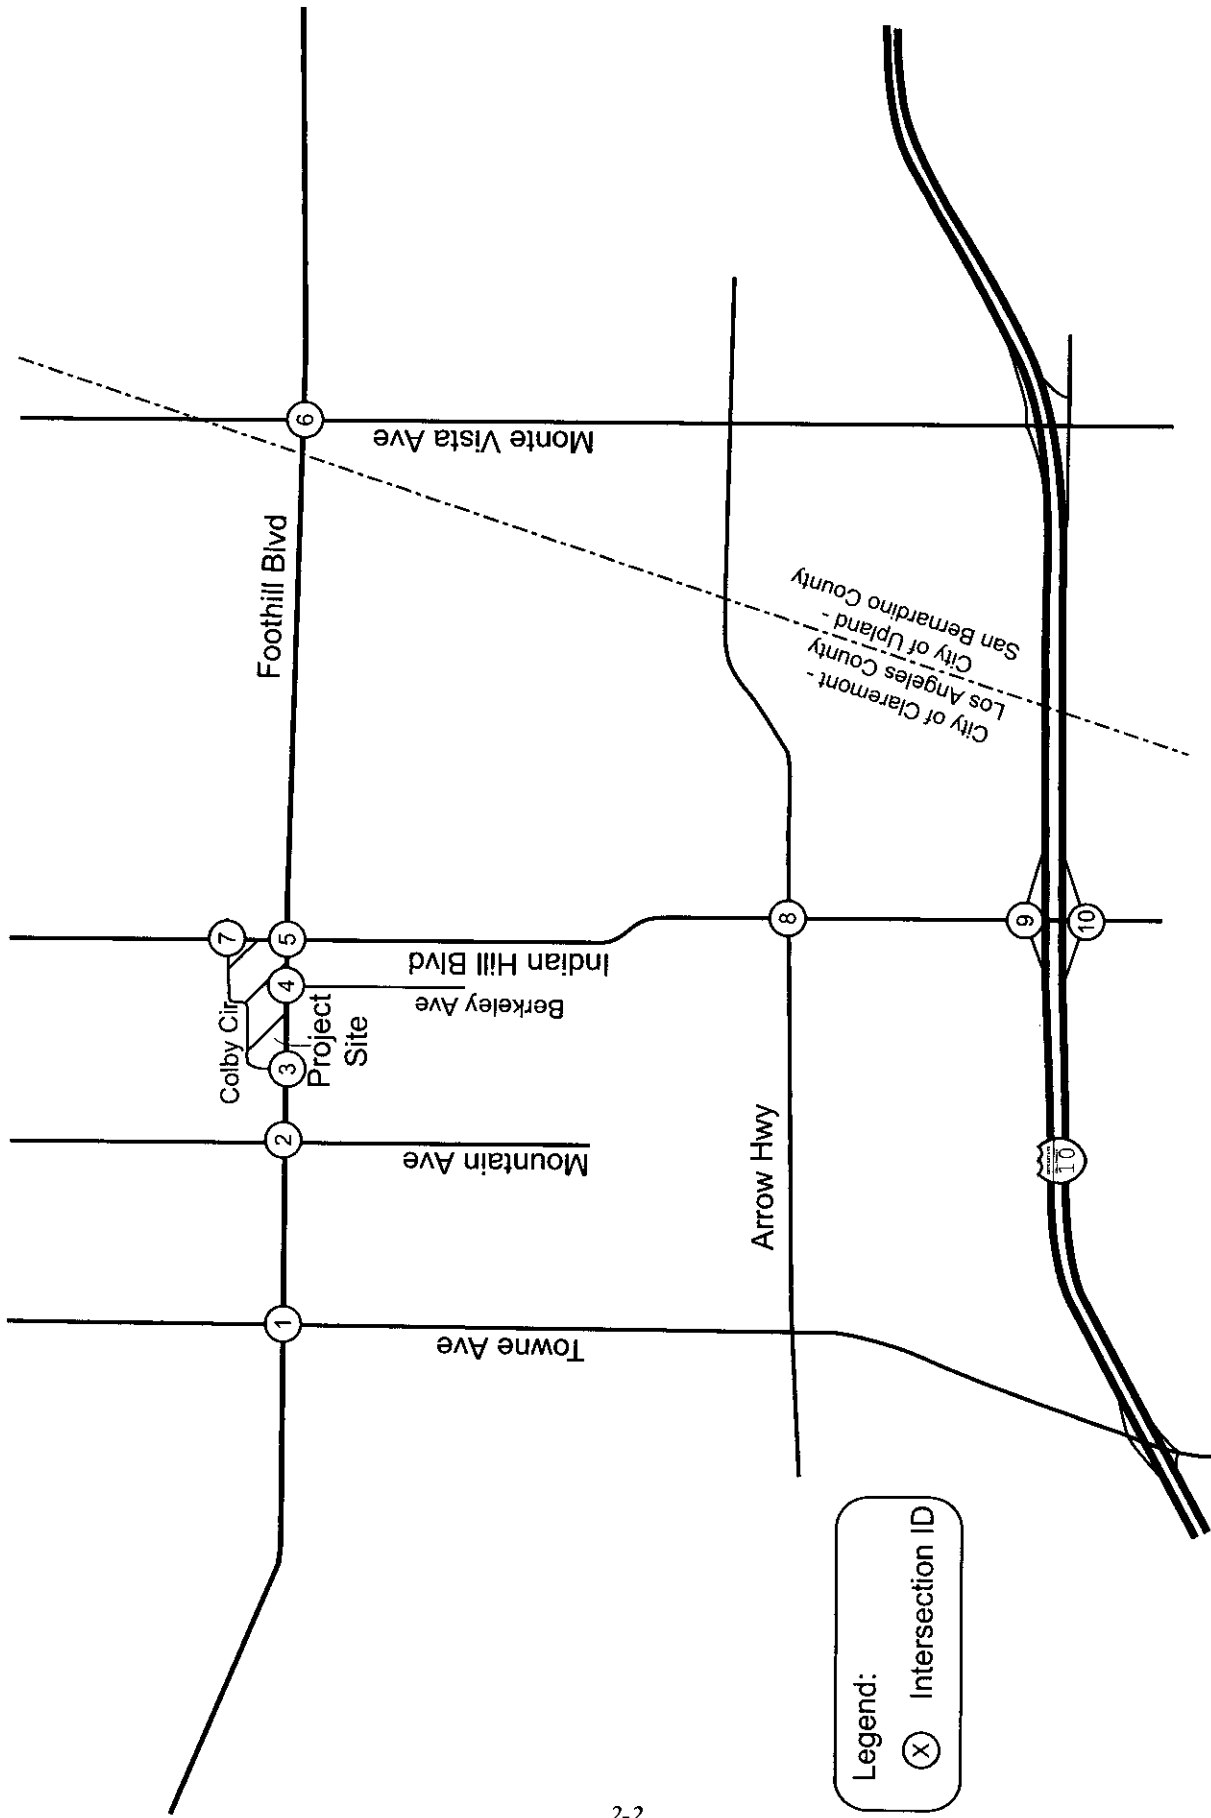 Foothill Blvd
Colby Cir
Project
Site
Towne Ave
Mountain Ave
Berkeley Ave
Indian Hill Blvd
Monte Vista Ave
Arrow Hwy
City of Claremont -
Los Angeles County
City of Upland -
San Bernardino County
1
2
3
4
5
6
7
8
9
10
10
Legend:
X Intersection ID
2-2